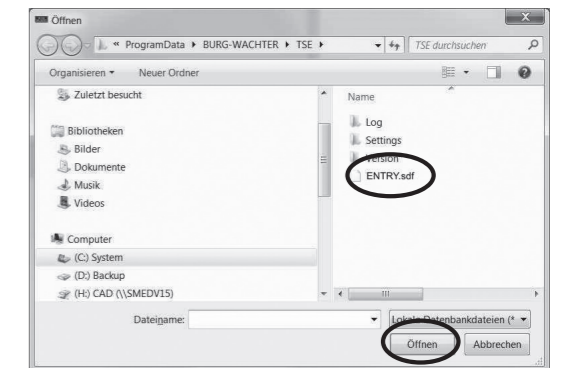 Öffnen
« ProgramData ▸ BURG-WACHTER ▸ TSE ▸
TSE durchsuchen
Organisieren ▾ Neuer Ordner
Zuletzt besucht
Bibliotheken
Bilder
Dokumente
Musik
Videos
Computer
(C:) System
(D:) Backup
(H:) CAD (\\SMEDV15)
Name
Log
Settings
Version
ENTRY.sdf
Dateiname:
Lokale Datenbankdateien (*
Öffnen Abbrechen